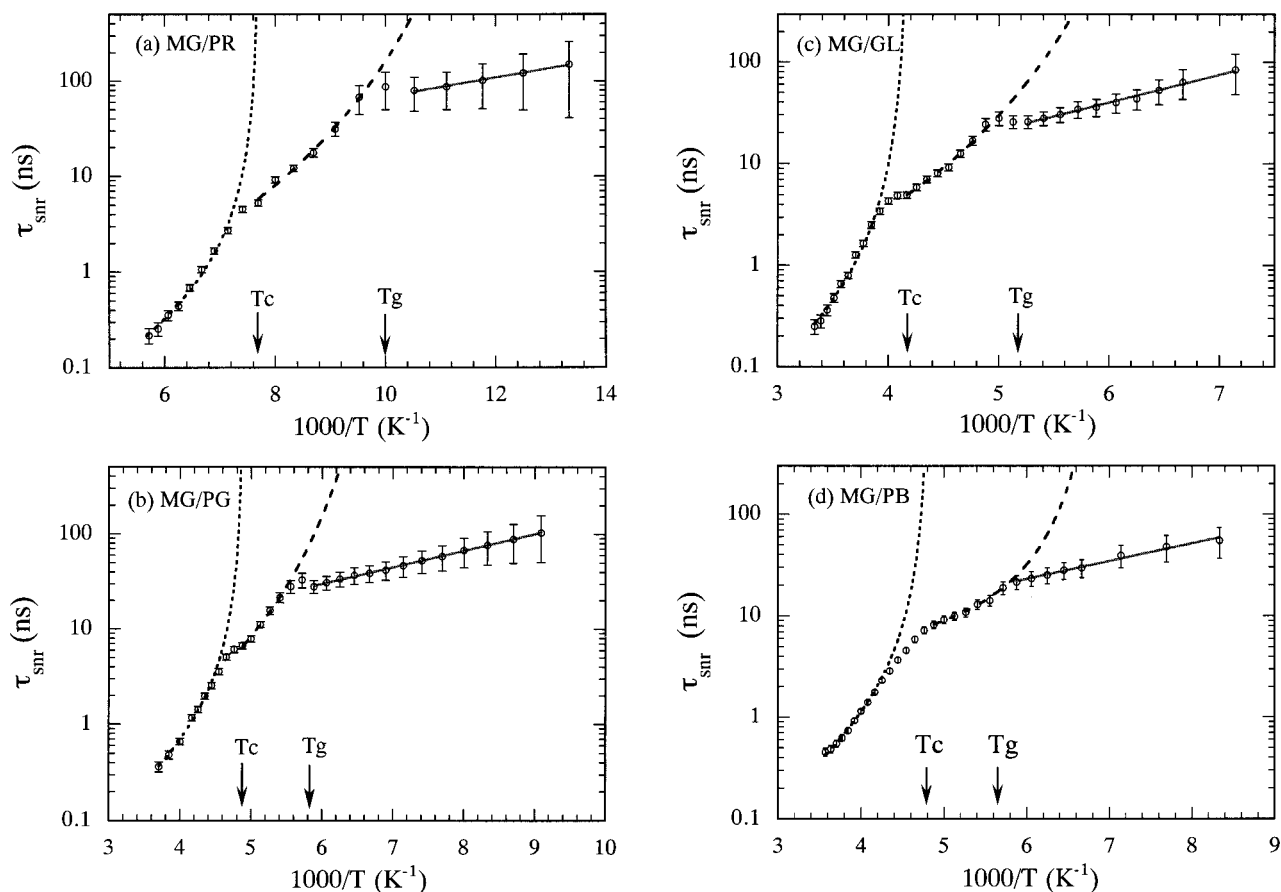 (a) MG/PR
100
10
1
0.1
τsnr (ns)
Tc
Tg
6 8 10 12 14
1000/T (K-1)
(c) MG/GL
100
10
1
0.1
τsnr (ns)
Tc
Tg
3 4 5 6 7
1000/T (K-1)
(b) MG/PG
100
10
1
0.1
τsnr (ns)
Tc
Tg
3 4 5 6 7 8 9 10
1000/T (K-1)
(d) MG/PB
100
10
1
0.1
τsnr (ns)
Tc
Tg
3 4 5 6 7 8 9
1000/T (K-1)